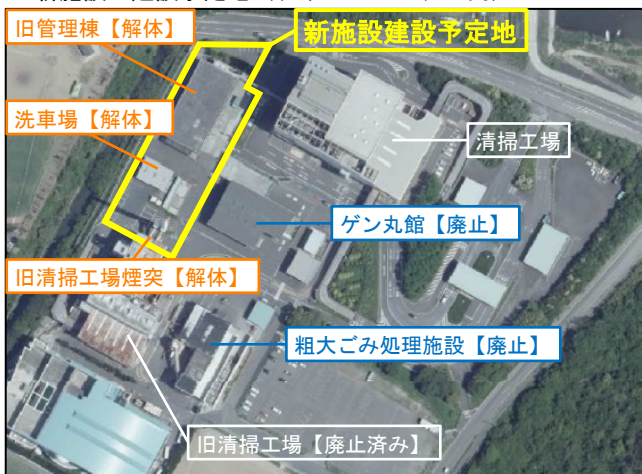 旧管理棟【解体】
新施設建設予定地
洗車場【解体】
清掃工場
ゲン丸館【廃止】
旧清掃工場煙突【解体】
粗大ごみ処理施設【廃止】
旧清掃工場【廃止済み】